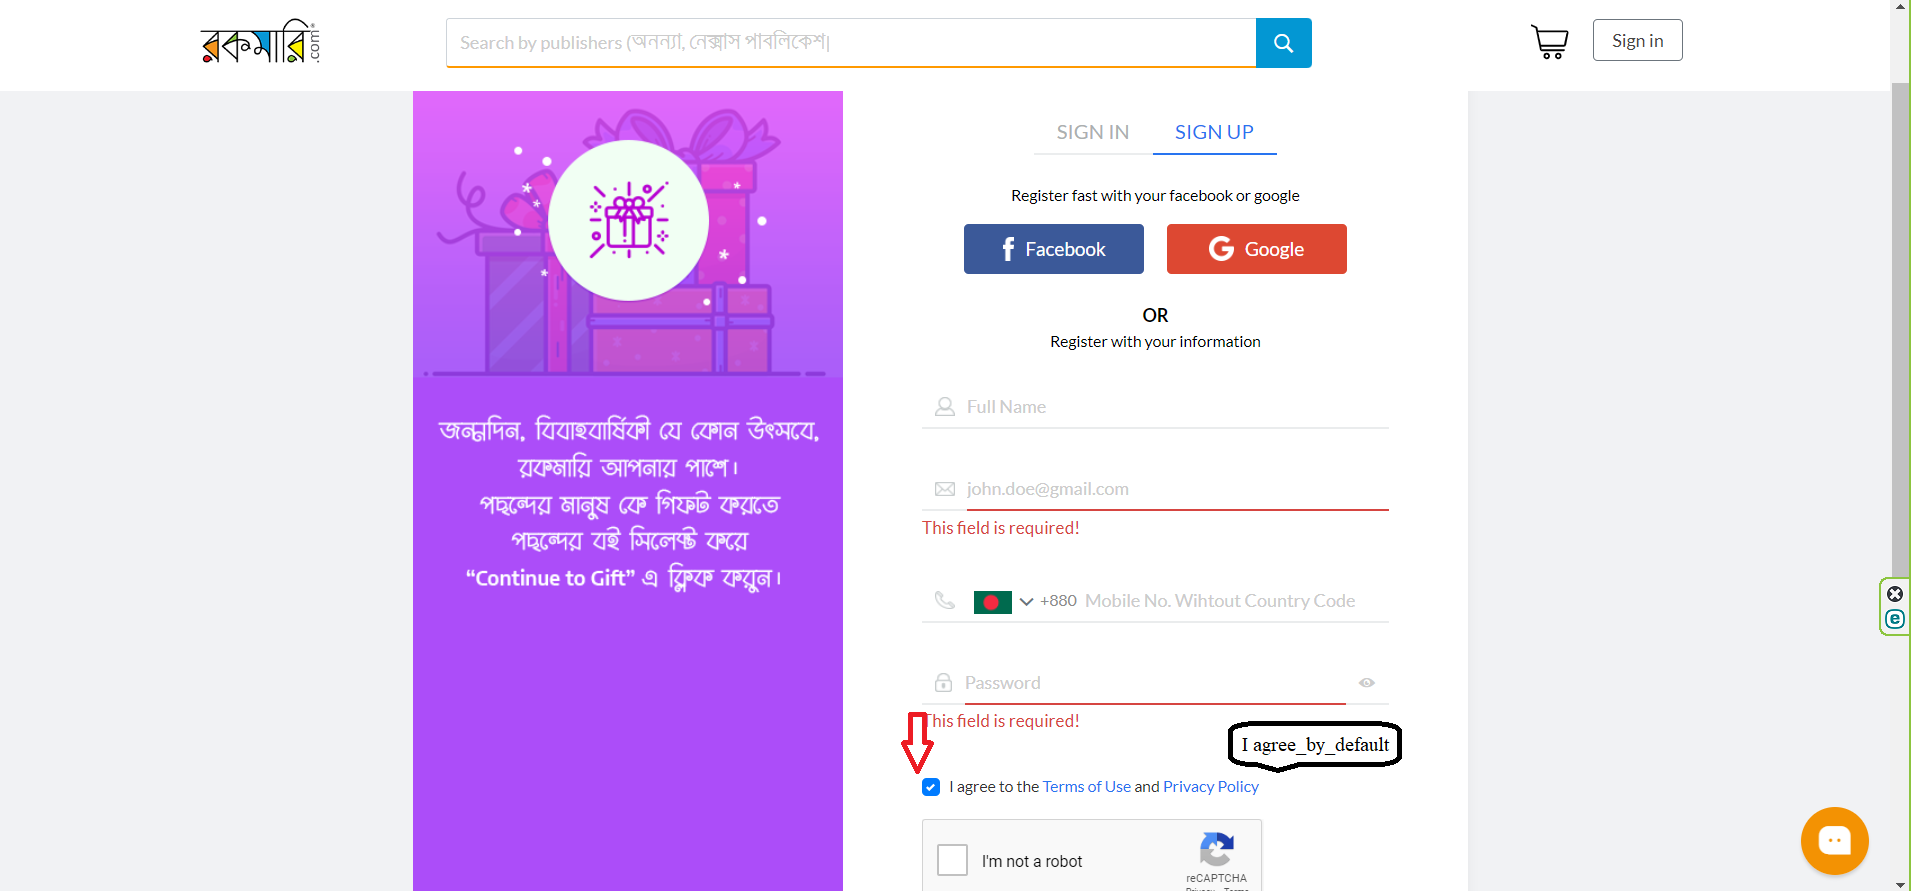 রকমারি.com
Search by publishers (অনন্যা, নেক্সাস পাবলিকেশ|
Sign in
SIGN IN
SIGN UP
Register fast with your facebook or google
Facebook
Google
OR
Register with your information
Full Name
john.doe@gmail.com
This field is required!
+880 Mobile No. Wihtout Country Code
Password
This field is required!
I agree_by_default
I agree to the Terms of Use and Privacy Policy
I'm not a robot
reCAPTCHA
Privacy - Terms
জন্মদিন, বিবাহবার্ষিকী যে কোন উৎসবে,
রকমারি আপনার পাশে।
পছন্দের মানুষ কে গিফট করতে
পছন্দের বই সিলেক্ট করে
“Continue to Gift” এ ক্লিক করুন।